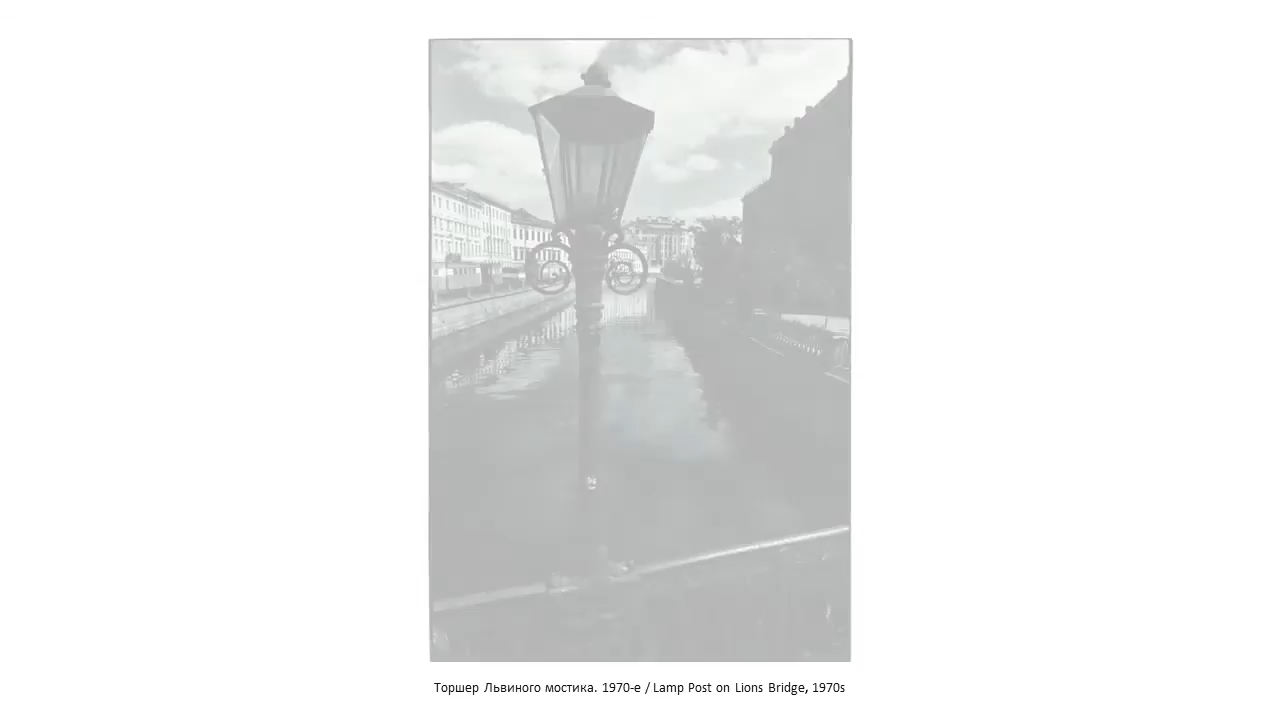 Торшер Львиного мостика. 1970-е / Lamp Post on Lions Bridge, 1970s